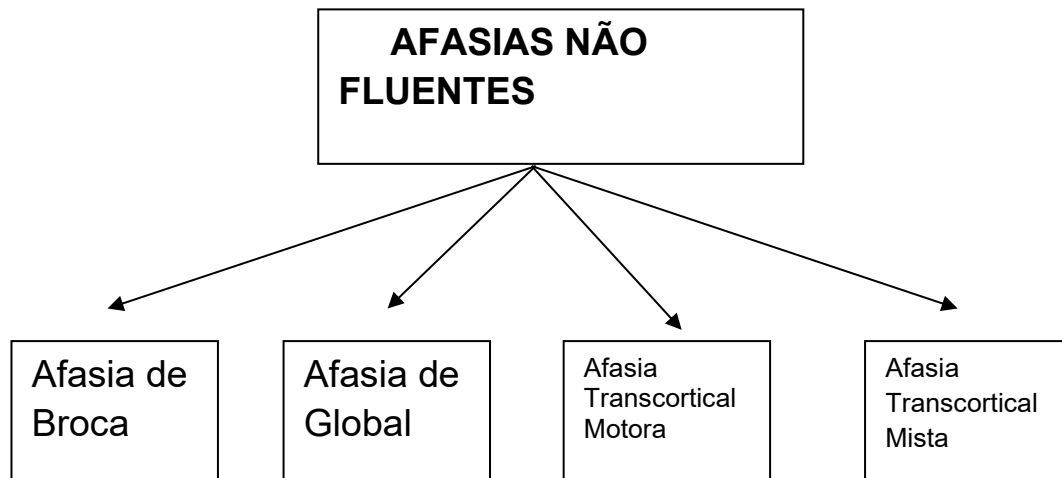 AFASIAS NÃO
FLUENTES
Afasia de
Broca
Afasia de
Global
Afasia
Transcortical
Motora
Afasia
Transcortical
Mista